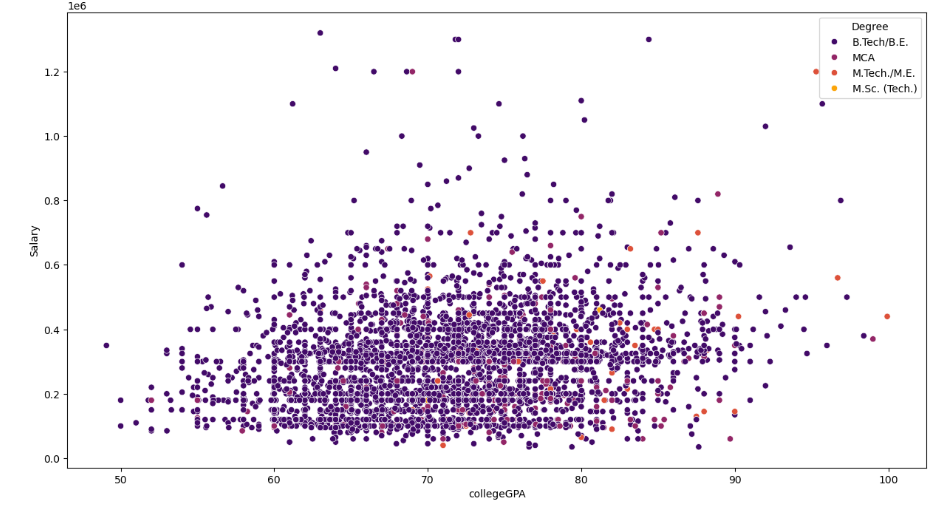 1e6
Degree
B.Tech/B.E.
MCA
M.Tech./M.E.
M.Sc. (Tech.)
1.2
1.0
0.8
0.6
0.4
0.2
0.0
Salary
50 60 70 80 90 100
collegeGPA